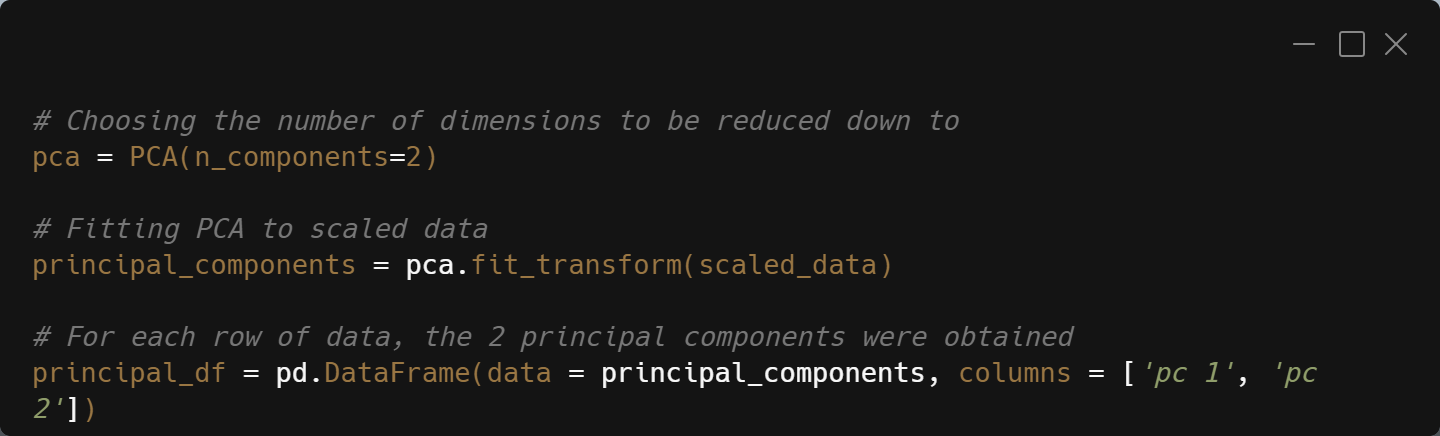 # Choosing the number of dimensions to be reduced down to
pca = PCA(n_components=2)
# Fitting PCA to scaled data
principal_components = pca.fit_transform(scaled_data)
# For each row of data, the 2 principal components were obtained
principal_df = pd.DataFrame(data = principal_components, columns = ['pc 1', 'pc
2'])